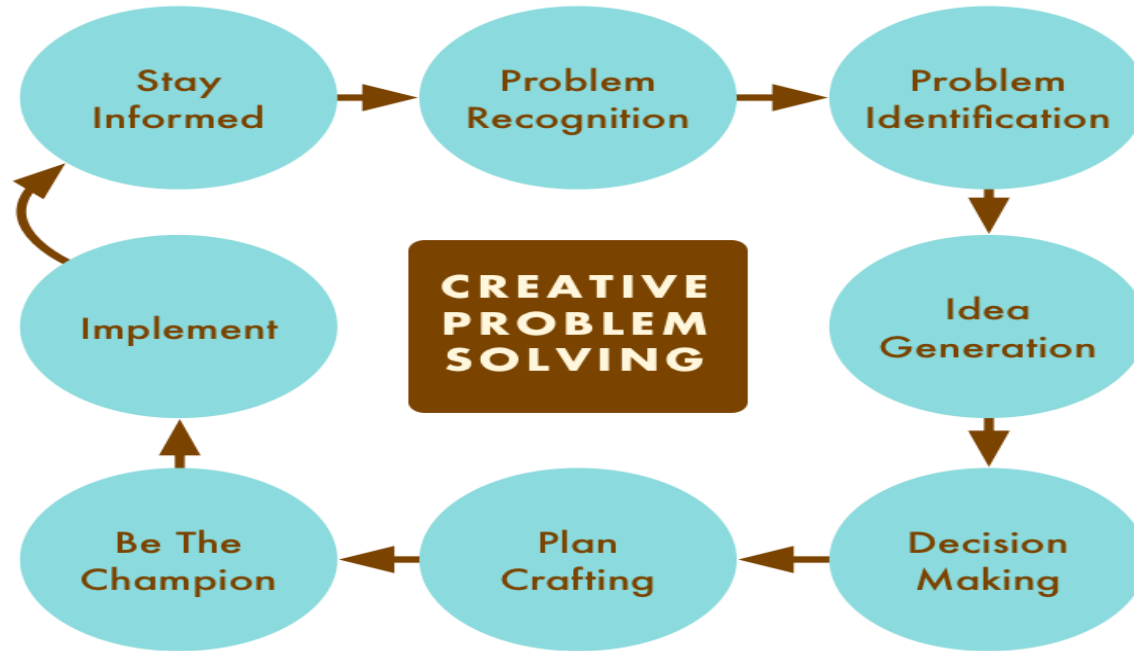 Stay
Informed
Problem
Recognition
Problem
Identification
Idea
Generation
Decision
Making
Plan
Crafting
Be The
Champion
Implement
CREATIVE
PROBLEM
SOLVING